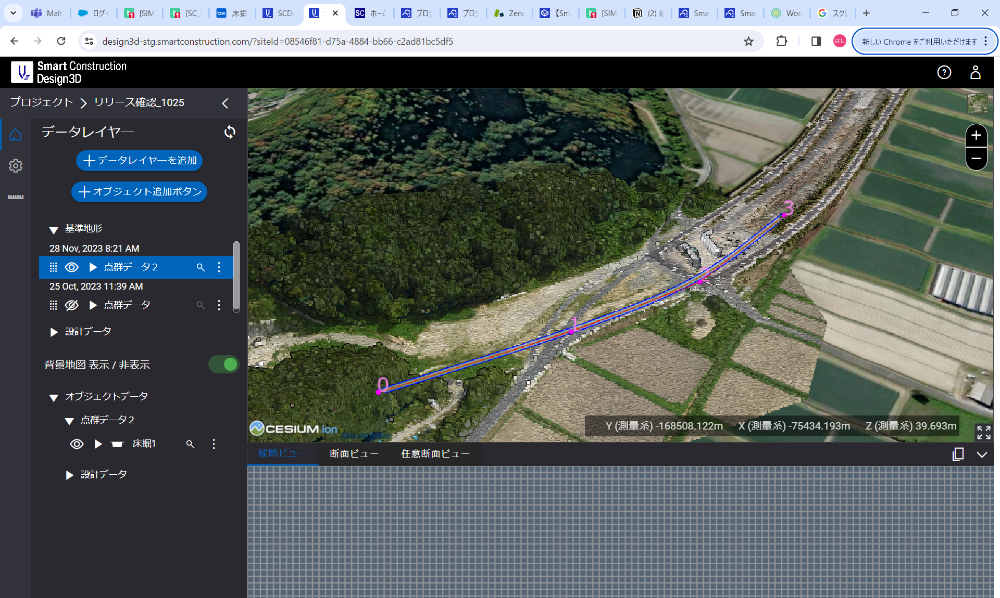 Malt
ログイ
[SIM
[SC_
box
床掘
SCD
SC
ホーム
プロジ
プロジ
Zend
【Sm
[SIM
(2)
Sma
Sma
Wor
スクレ
design3d-stg.smartconstruction.com/?siteId=08546f81-d75a-4884-bb66-c2ad81bc5df5
はし
新しい Chrome をご利用いただけます
Smart Construction
Design3D
プロジェクト
リリース確認_1025
データレイヤー
データレイヤーを追加
オブジェクト追加ボタン
基準地形
28 Nov, 2023 8:21 AM
点群データ2
25 Oct, 2023 11:39 AM
点群データ
設計データ
背景地図 表示 / 非表示
オブジェクトデータ
点群データ2
床掘1
設計データ
3
2
1
0
CESIUM ion
Data attribution
Y (測量系) -168508.122m
X (測量系) -75434.193m
Z (測量系) 39.693m
縦断ビュー
断面ビュー
任意断面ビュー